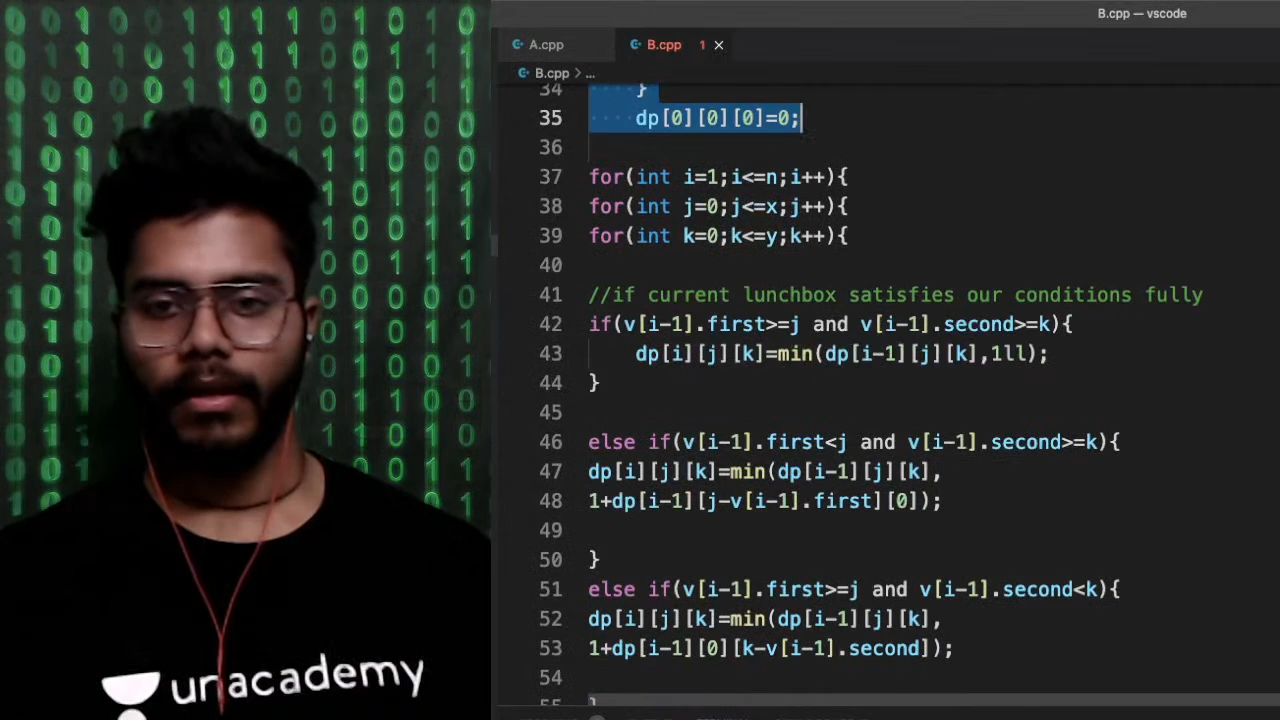 B.cpp — vscode
A.cpp
B.cpp 1
B.cpp > ...
34 }
35 dp[0][0][0]=0;
36
37 for(int i=1;i<=n;i++){
38 for(int j=0;j<=x;j++){
39 for(int k=0;k<=y;k++){
40
41 //if current lunchbox satisfies our conditions fully
42 if(v[i-1].first>=j and v[i-1].second>=k){
43 dp[i][j][k]=min(dp[i-1][j][k],1ll);
44 }
45
46 else if(v[i-1].first<j and v[i-1].second>=k){
47 dp[i][j][k]=min(dp[i-1][j][k],
48 1+dp[i-1][j-v[i-1].first][0]);
49
50 }
51 else if(v[i-1].first>=j and v[i-1].second<k){
52 dp[i][j][k]=min(dp[i-1][j][k],
53 1+dp[i-1][0][k-v[i-1].second]);
54
55 }
unacademy